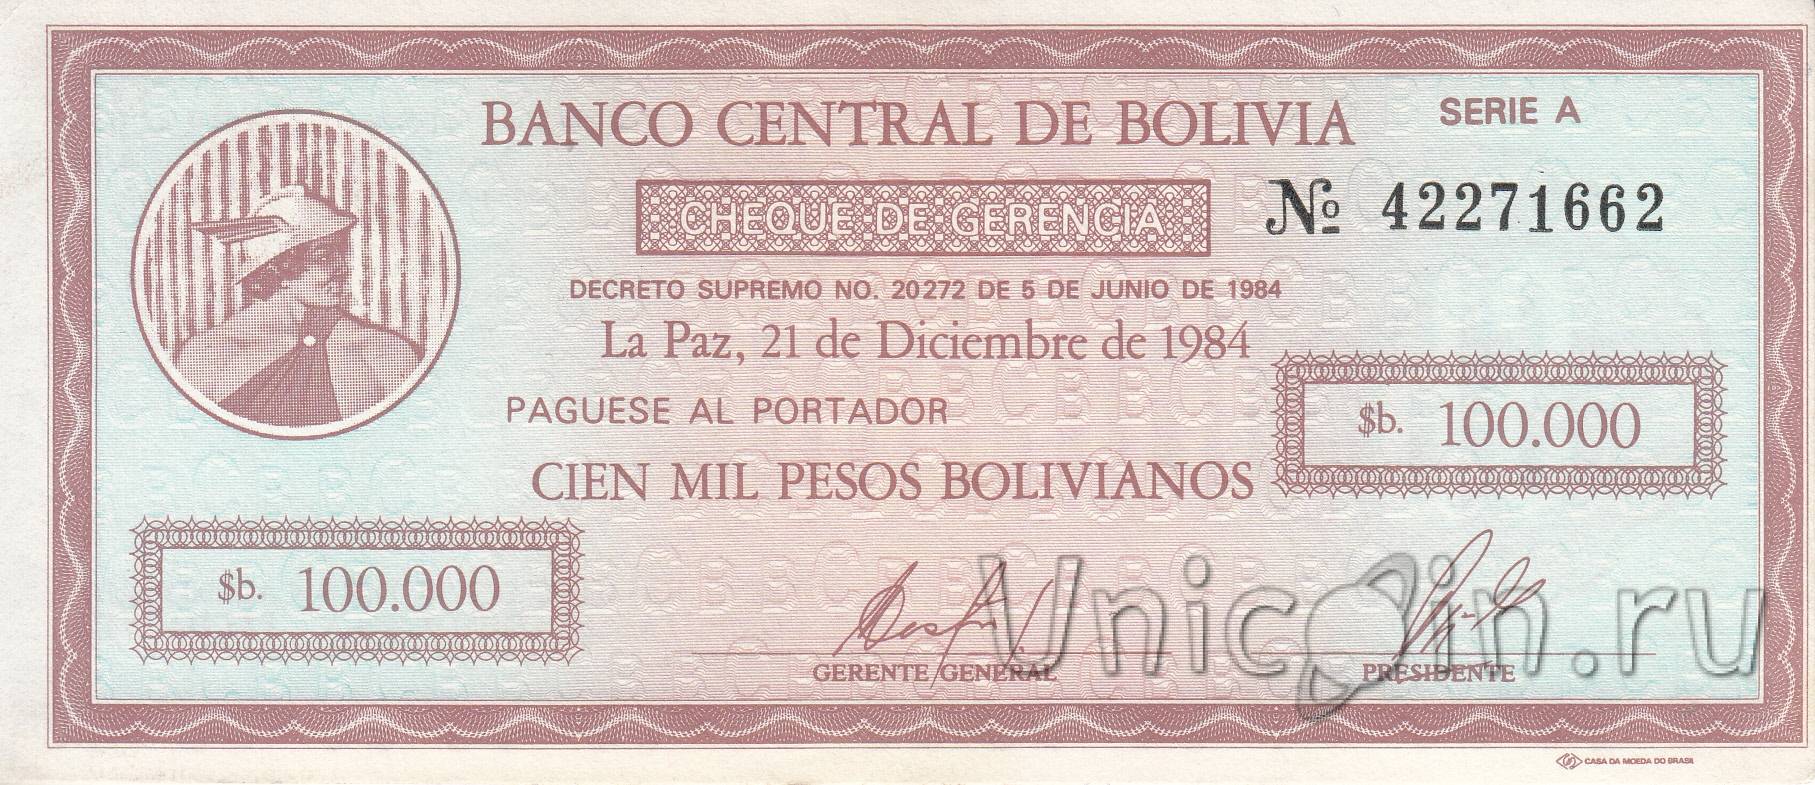 BANCO CENTRAL DE BOLIVIA
SERIE A
CHEQUE DE GERENCIA
Nº 42271662
DECRETO SUPREMO NO. 20272 DE 5 DE JUNIO DE 1984
La Paz, 21 de Diciembre de 1984
PAGUESE AL PORTADOR
$b. 100.000
CIEN MIL PESOS BOLIVIANOS
$b. 100.000
GERENTE GENERAL
PRESIDENTE
Unicoin.ru
CASA DA MOEDA DO BRASIL